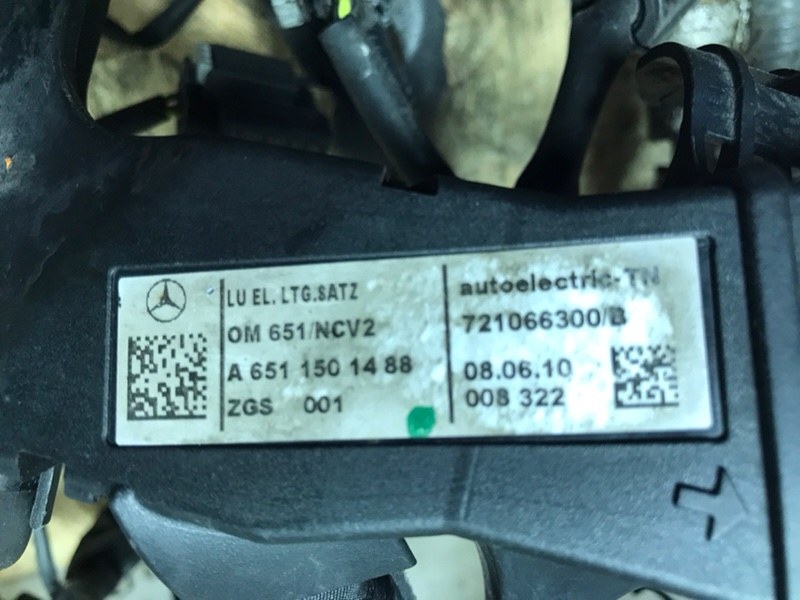 LU EL. LTG.SATZ
OM 651/NCV2
A 651 150 14 88
ZGS 001
autoelectric-TN
721066300/B
08.06.10
008 322